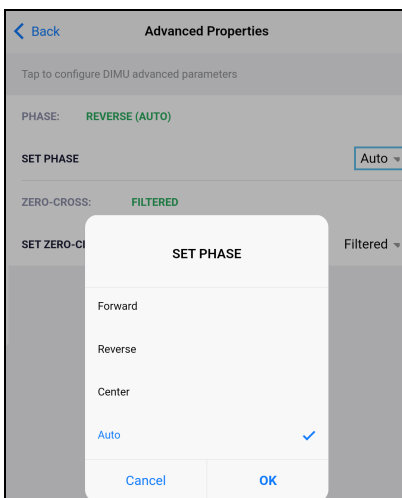 Back
Advanced Properties
Tap to configure DIMU advanced parameters
PHASE: REVERSE (AUTO)
SET PHASE Auto
ZERO-CROSS: FILTERED
SET ZERO-C Filtered
SET PHASE
Forward
Reverse
Center
Auto
Cancel OK